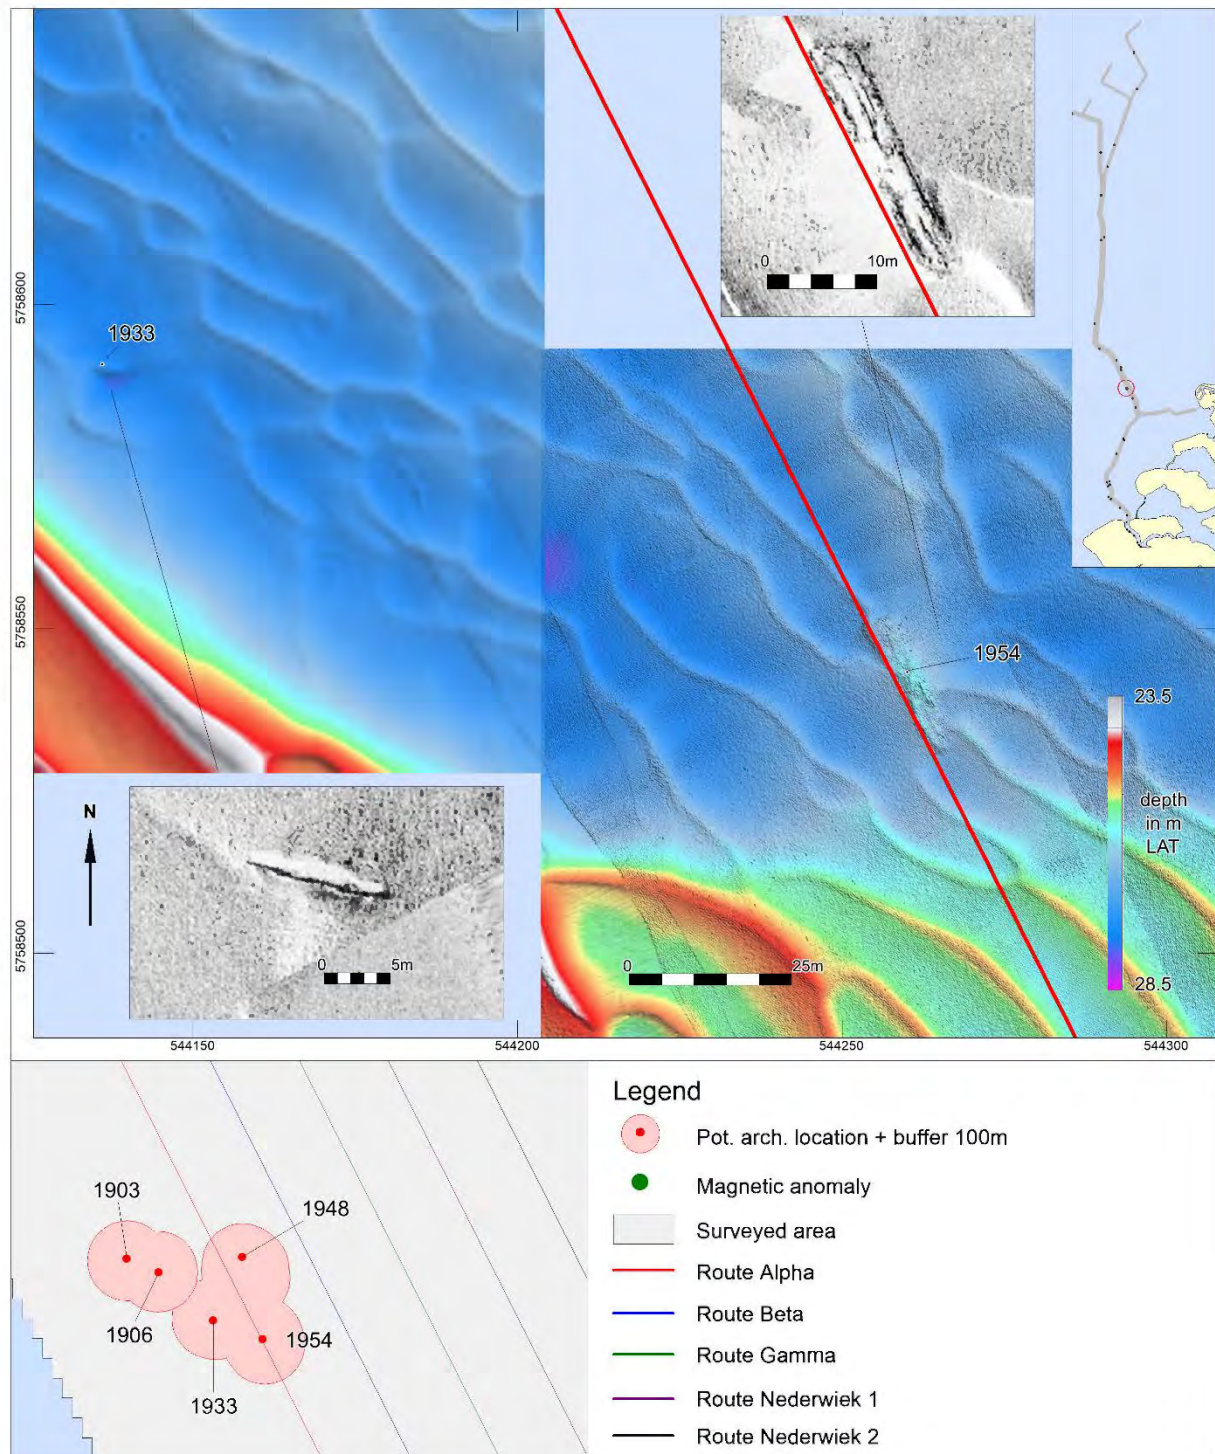 0 10m
5758600
1933
5758550
1954
23.5
depth
in m
LAT
28.5
N
0 5m
0 25m
5758500
544150 544200 544250 544300
Legend
Pot. arch. location + buffer 100m
Magnetic anomaly
Surveyed area
Route Alpha
Route Beta
Route Gamma
Route Nederwiek 1
Route Nederwiek 2
1903
1948
1906
1954
1933